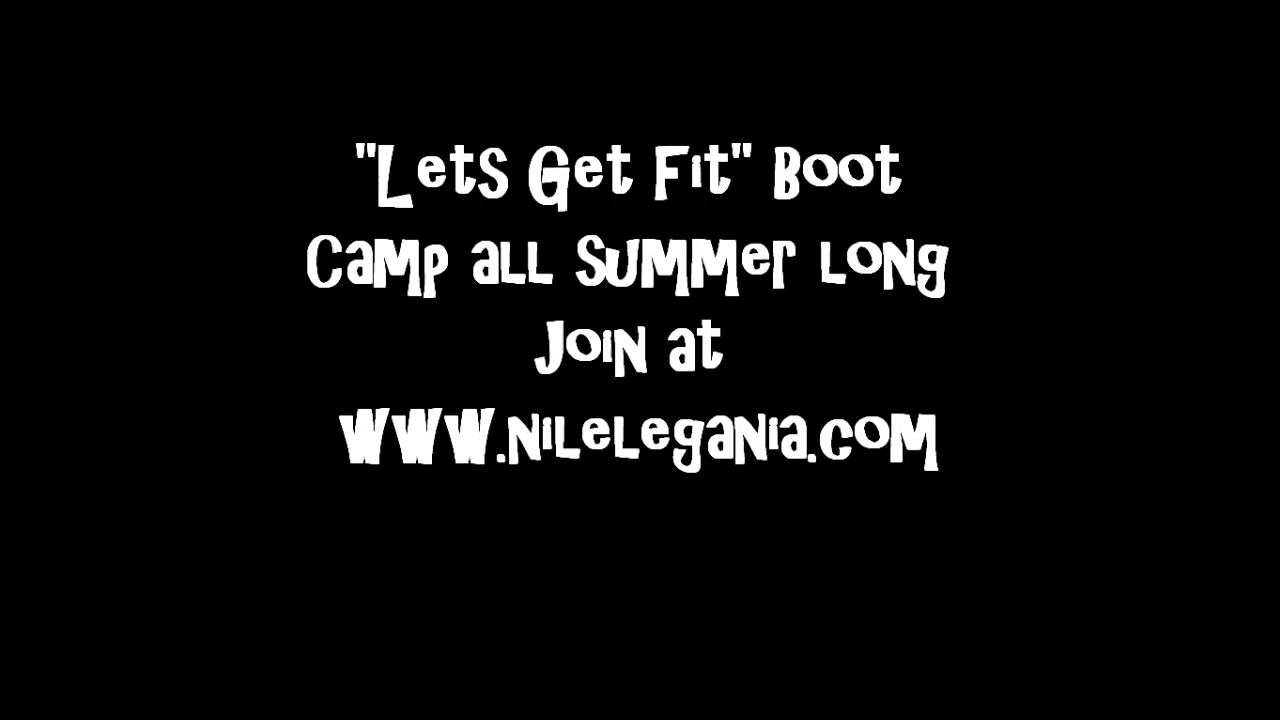 "Lets Get Fit" Boot
Camp all Summer Long
Join at
www.nilelegania.com